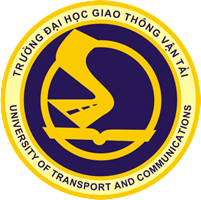 TRƯỜNG ĐẠI HỌC GIAO THÔNG VẬN TẢI
UNIVERSITY OF TRANSPORT AND COMMUNICATIONS